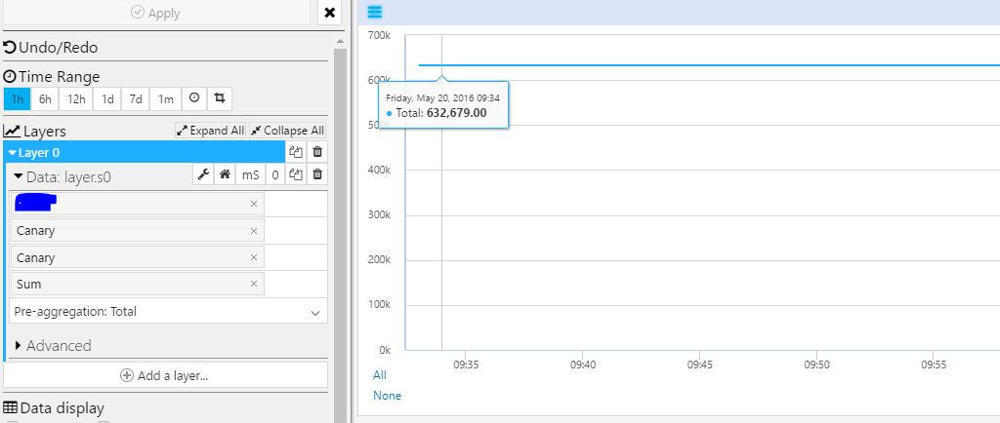 Apply
Undo/Redo
Time Range
1h 6h 12h 1d 7d 1m
Layers Expand All Collapse All
Layer 0
Data: layer.s0 mS 0
Canary
Canary
Sum
Pre-aggregation: Total
Advanced
Add a layer...
Data display
700k
600k
Friday, May 20, 2016 09:34
Total: 632,679.00
500k
400k
300k
200k
100k
0k
09:35 09:40 09:45 09:50 09:55
All
None